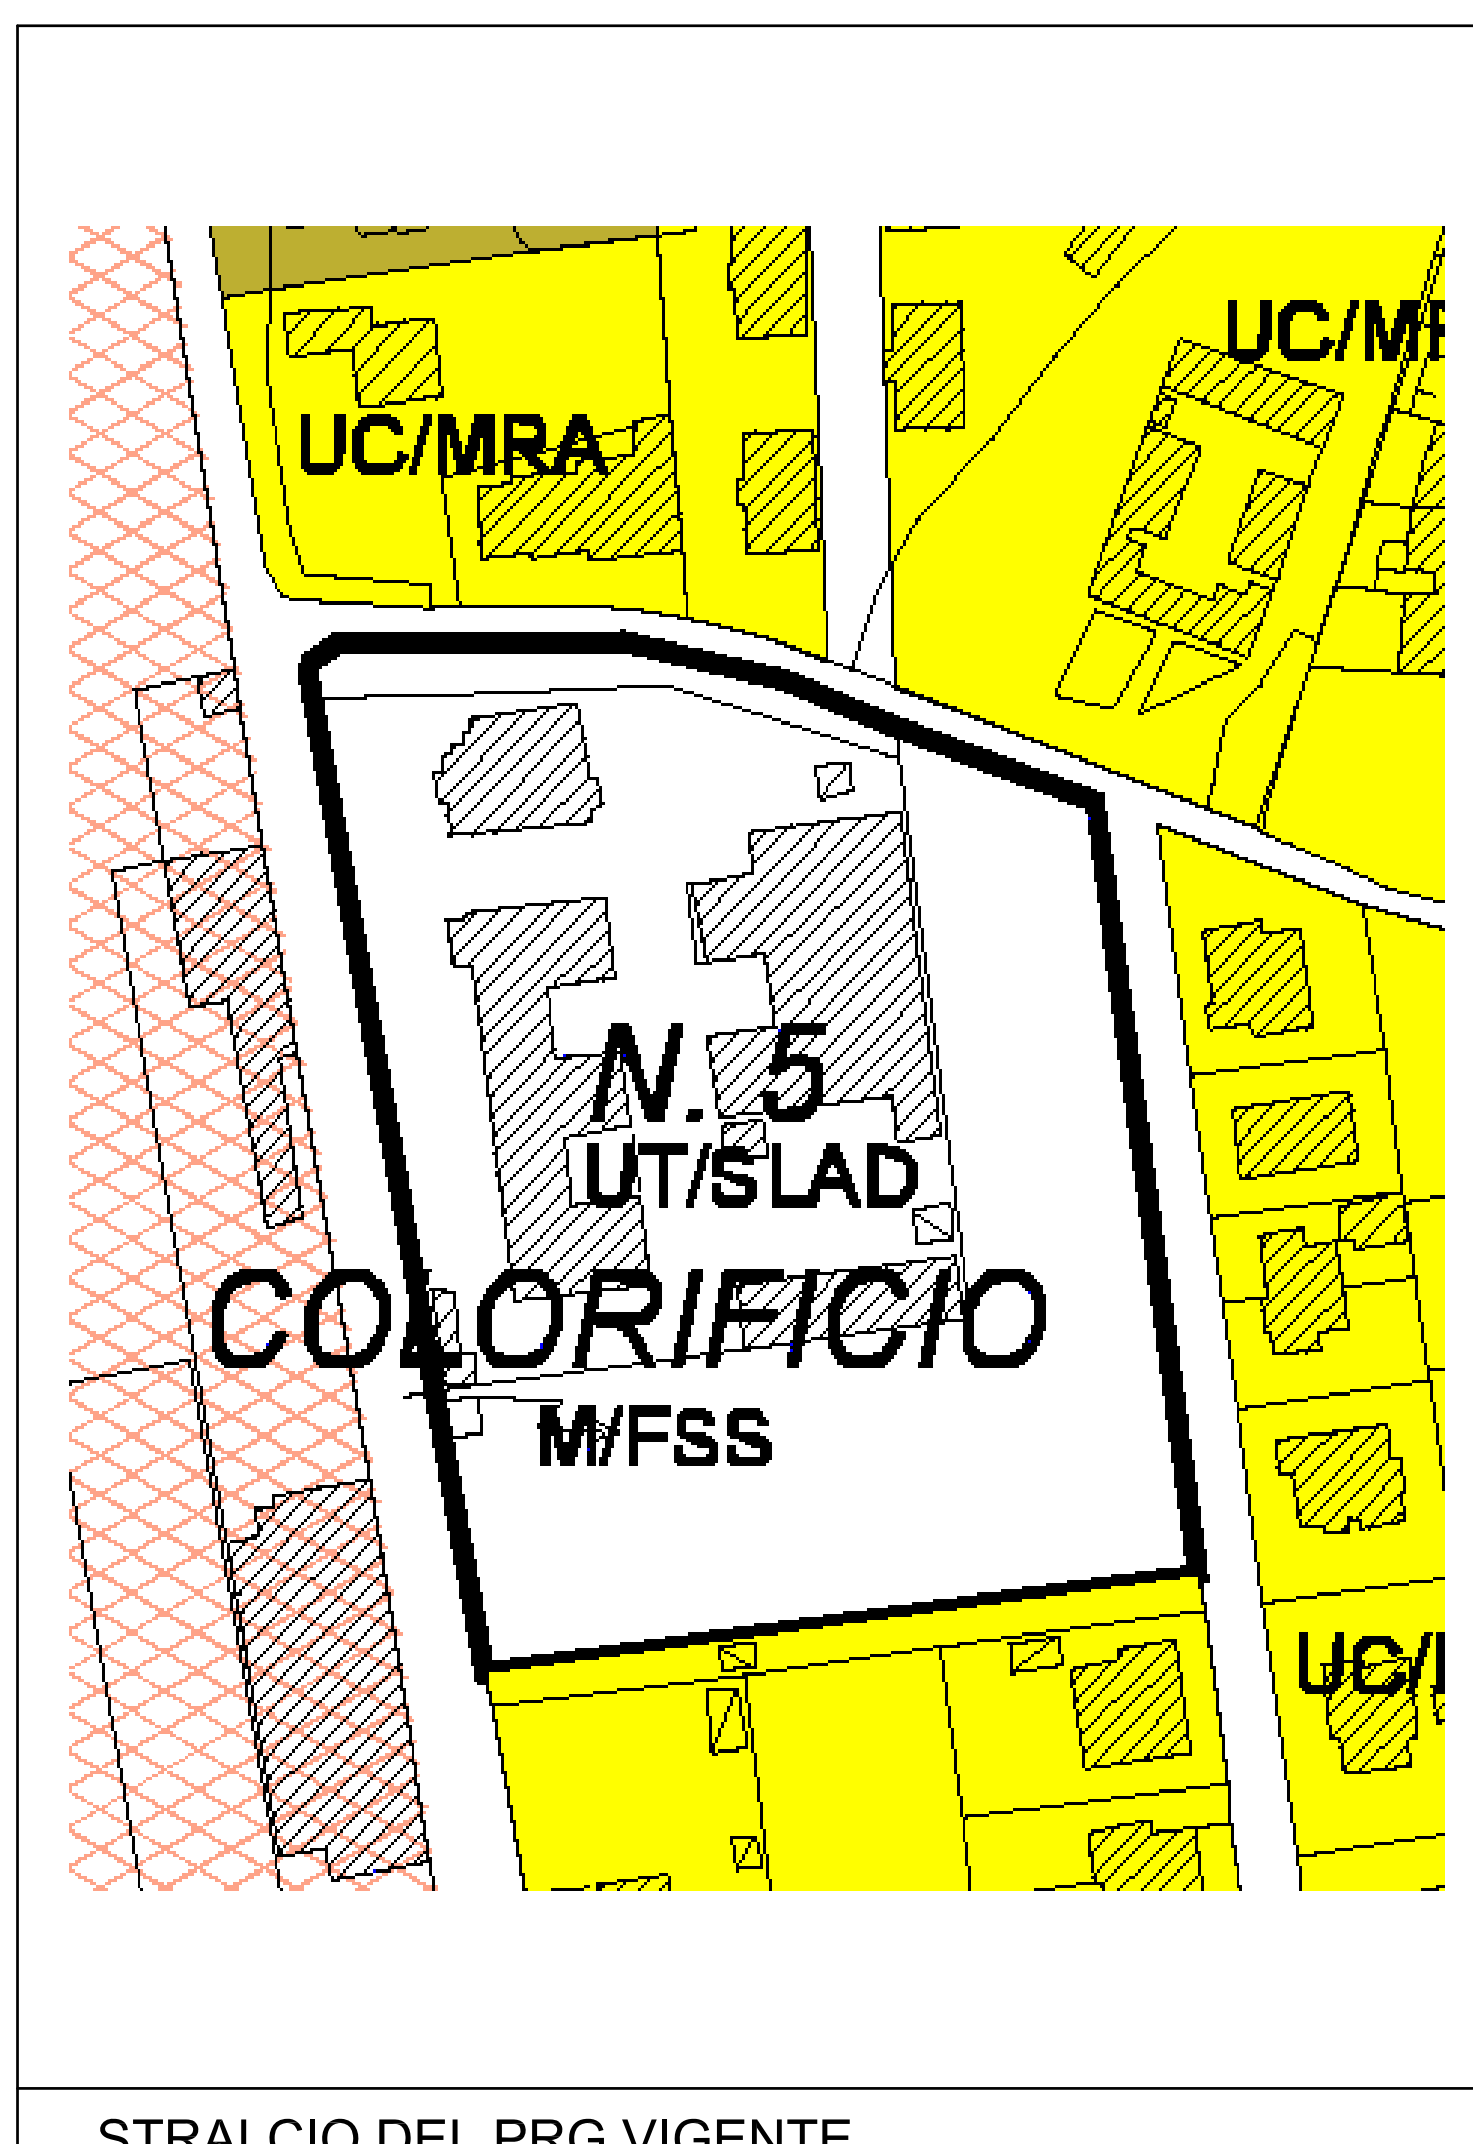 UC/MRA
N. 5
UT/SLAD
COLORIFICIO
M/FSS
STRALCIO DEL PRG VIGENTE